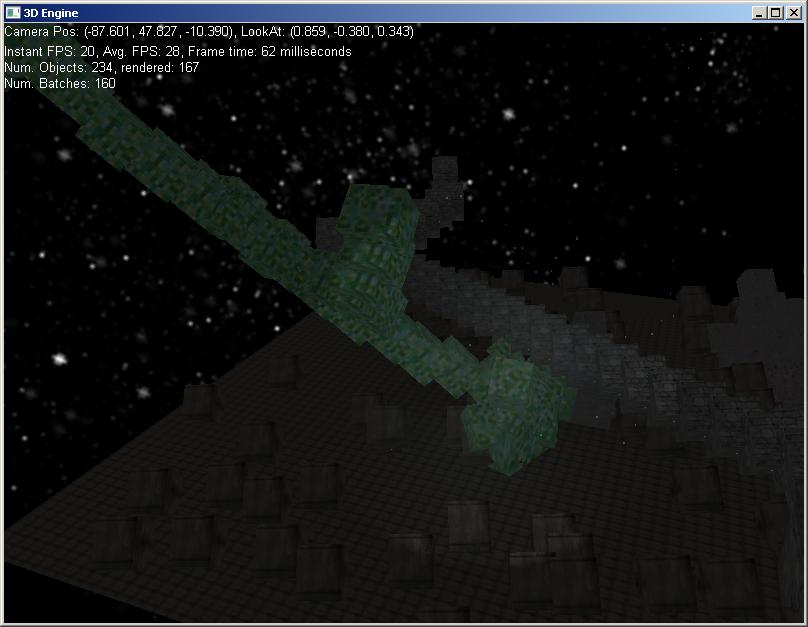 3D Engine
Camera Pos: (-87.601, 47.827, -10.390), LookAt: (0.859, -0.380, 0.343)
Instant FPS: 20, Avg. FPS: 28, Frame time: 62 milliseconds
Num. Objects: 234, rendered: 167
Num. Batches: 160